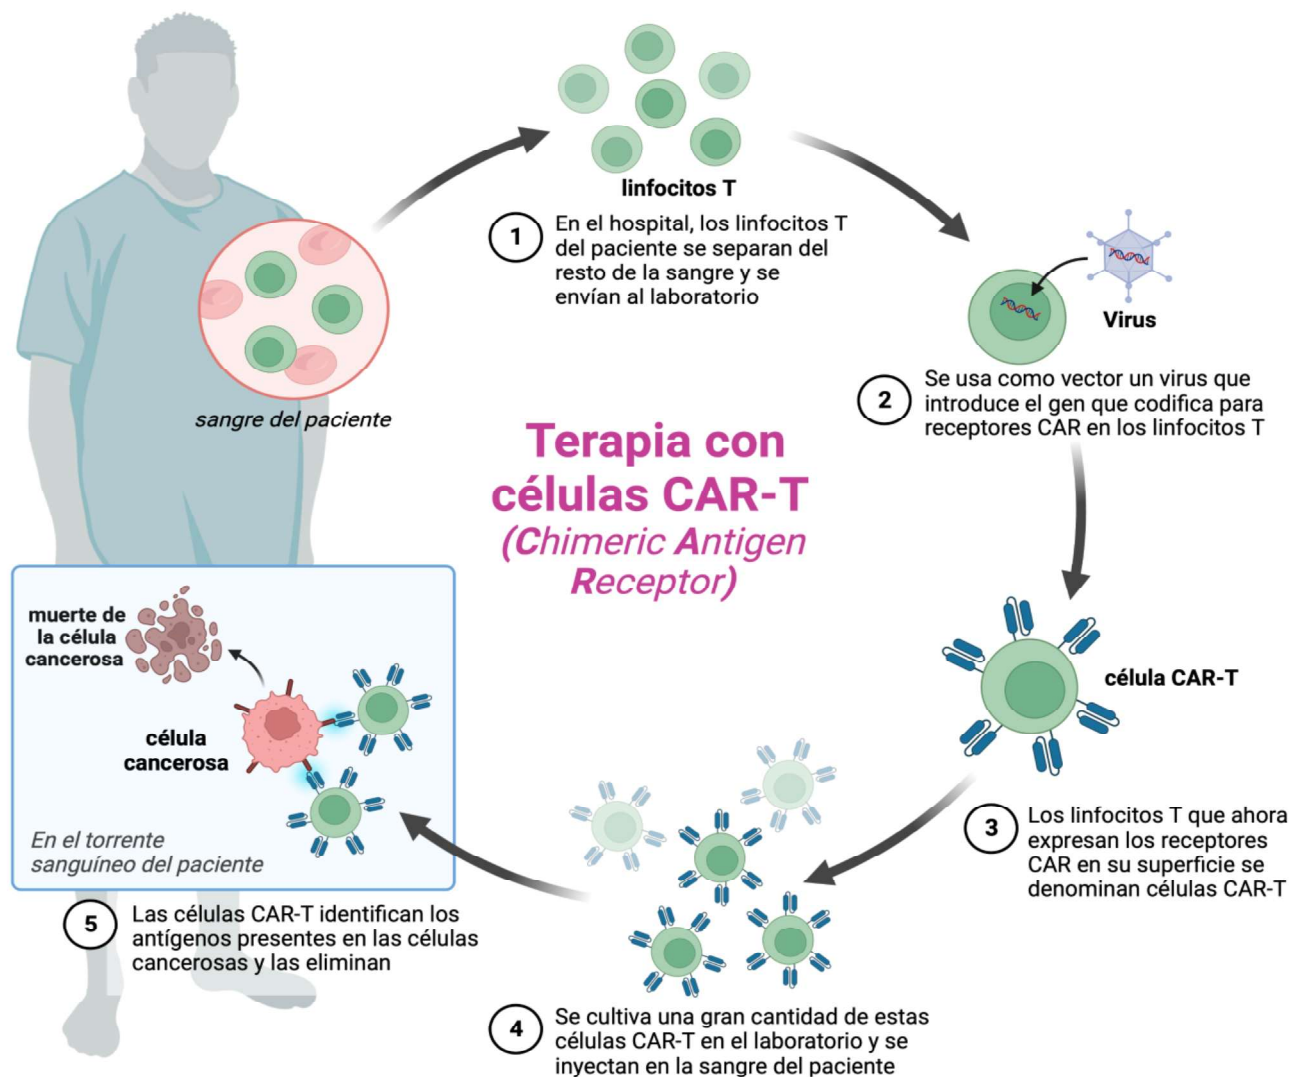 linfocitos T
1
En el hospital, los linfocitos T
del paciente se separan del
resto de la sangre y se
envían al laboratorio
sangre del paciente
Virus
2
Se usa como vector un virus que
introduce el gen que codifica para
receptores CAR en los linfocitos T
Terapia con
células CAR-T
(Chimeric Antigen
Receptor)
célula CAR-T
3
Los linfocitos T que ahora
expresan los receptores
CAR en su superficie se
denominan células CAR-T
4
Se cultiva una gran cantidad de estas
células CAR-T en el laboratorio y se
inyectan en la sangre del paciente
muerte de
la célula
cancerosa
célula
cancerosa
En el torrente
sanguíneo del paciente
5
Las células CAR-T identifican los
antígenos presentes en las células
cancerosas y las eliminan